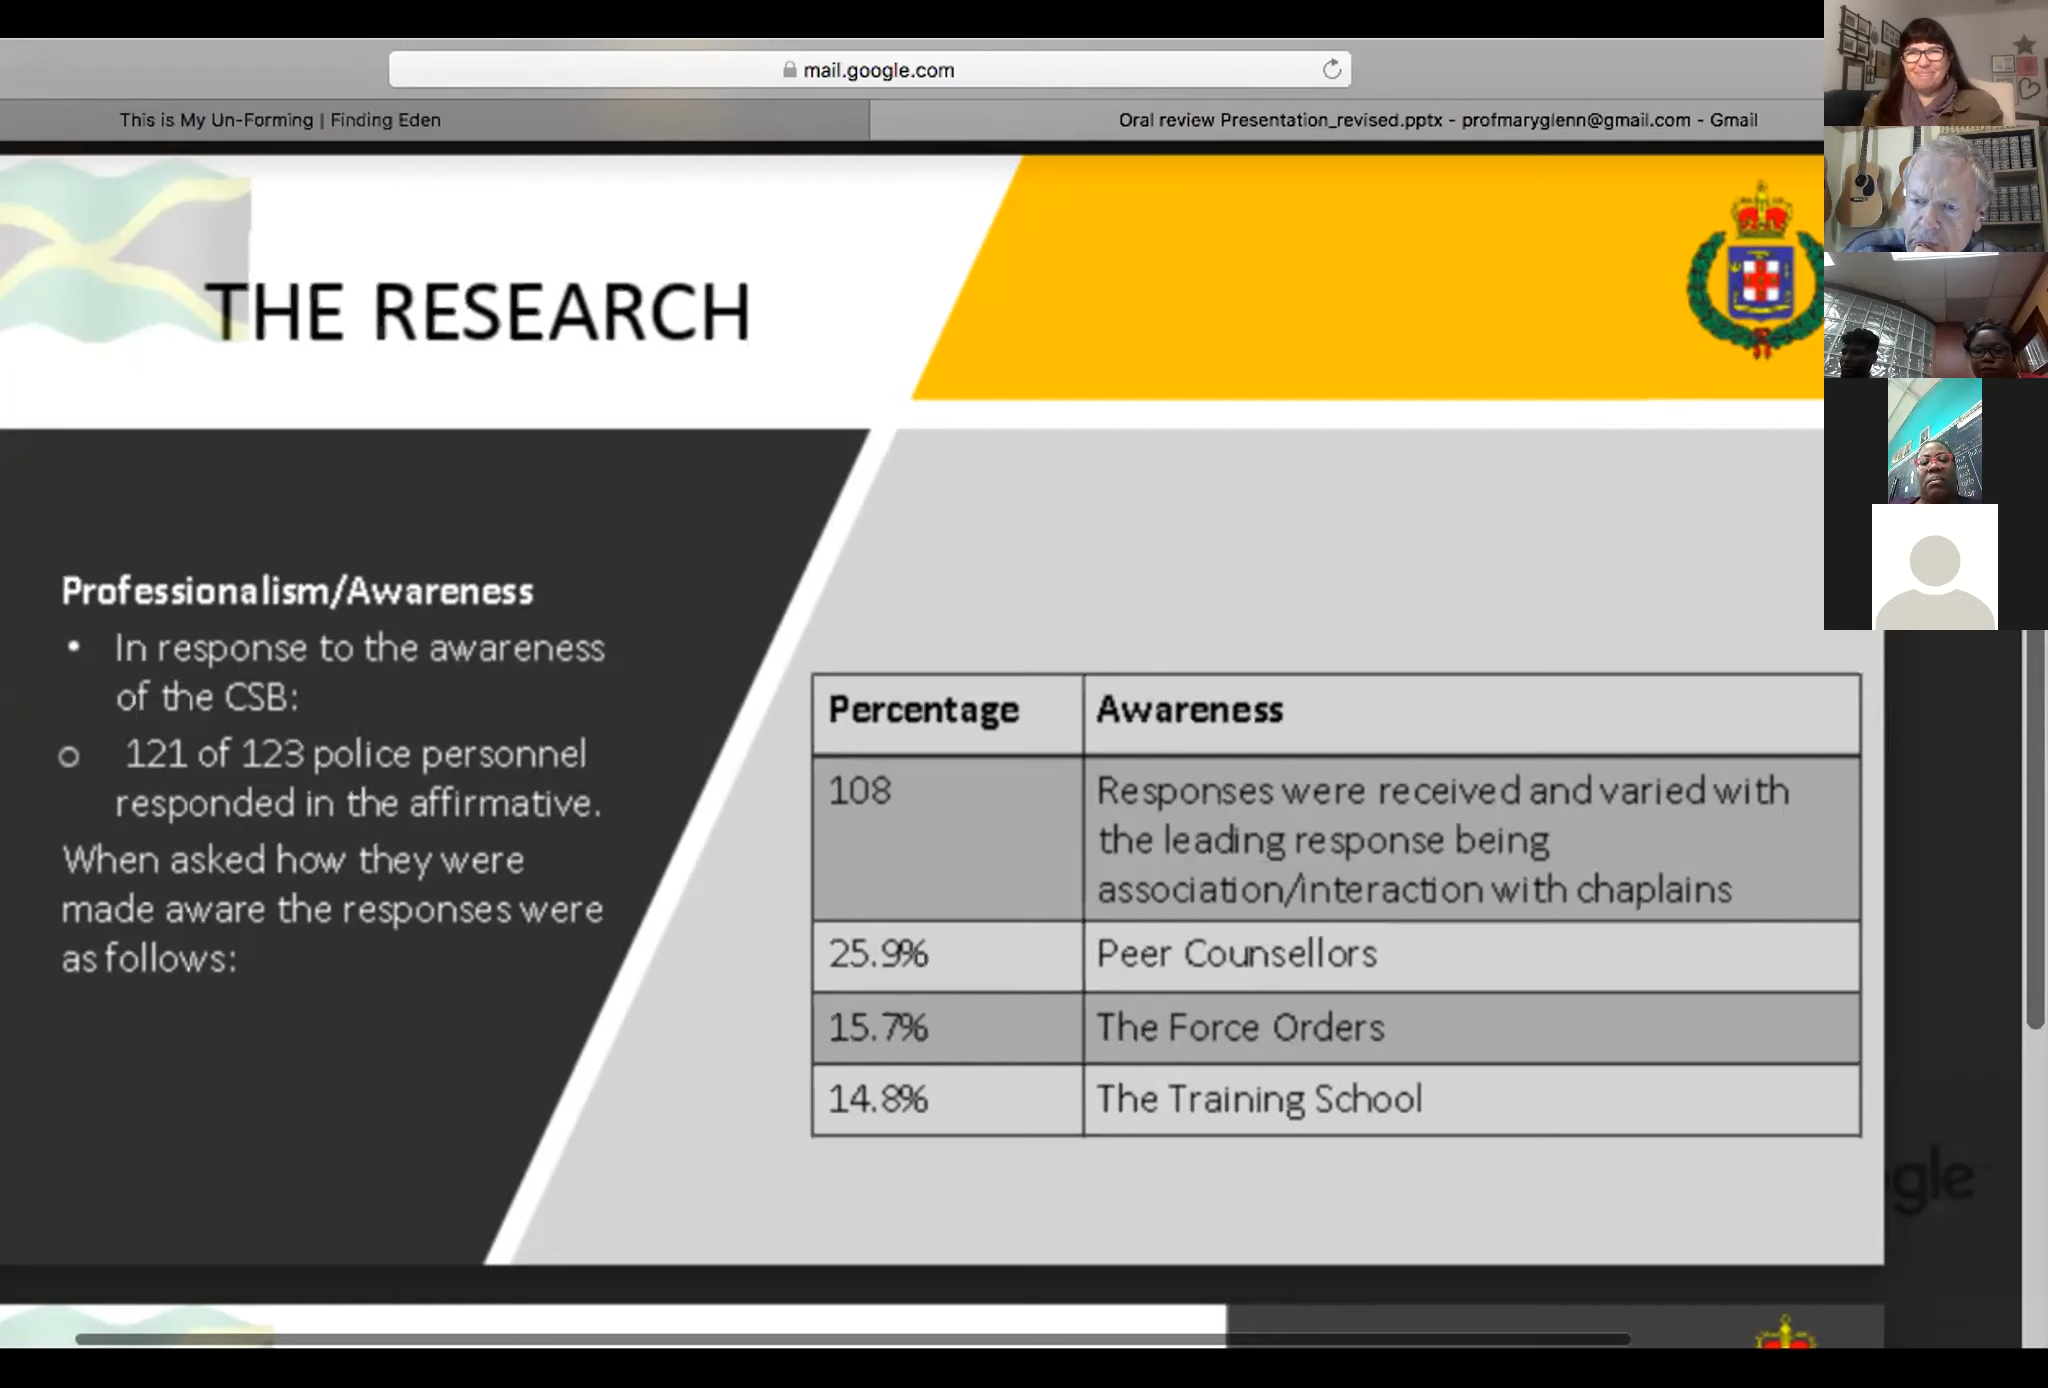 mail.google.com
This is My Un-Forming | Finding Eden
Oral review Presentation_revised.pptx - profmaryglenn@gmail.com - Gmail
THE RESEARCH
Professionalism/Awareness
• In response to the awareness
of the CSB:
o 121 of 123 police personnel
responded in the affirmative.
When asked how they were
made aware the responses were
as follows:
Percentage Awareness
108 Responses were received and varied with
the leading response being
association/interaction with chaplains
25.9% Peer Counsellors
15.7% The Force Orders
14.8% The Training School
gle